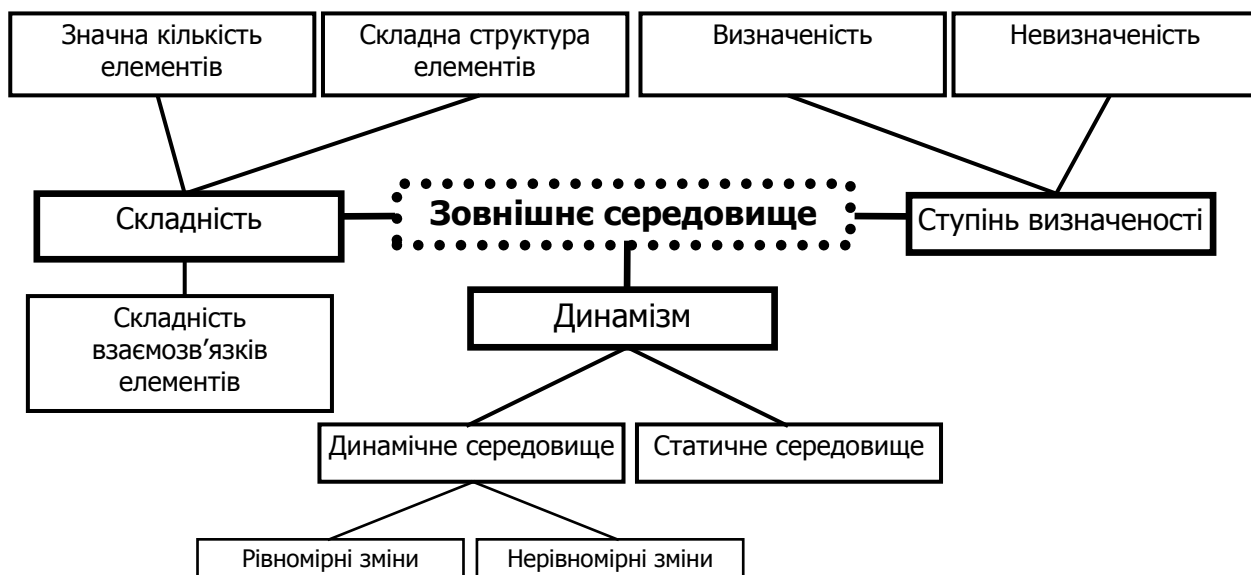 Значна кількість
елементів
Складна структура
елементів
Визначеність
Невизначеність
Складність
Зовнішнє середовище
Ступінь визначеності
Складність
взаємозв’язків
елементів
Динамізм
Динамічне середовище
Статичне середовище
Рівномірні зміни
Нерівномірні зміни